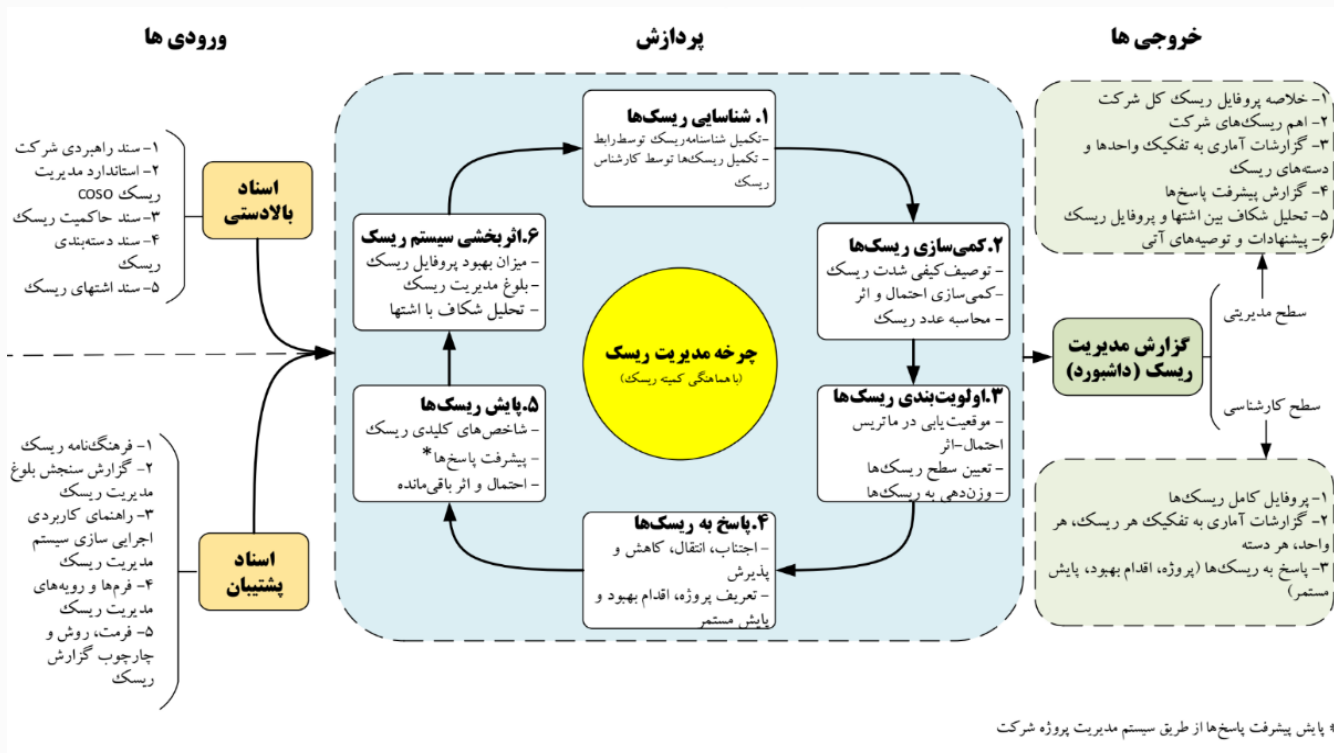 ورودی ها
پردازش
خروجی ها
۱- سند راهبردی شرکت
۲- استاندارد مدیریت
ریسک coso
۳- سند حاکمیت ریسک
۴- سند دسته‌بندی
ریسک
۵- سند اشتهای ریسک
اسناد
بالادستی
۱- فرهنگ‌نامه ریسک
۲- گزارش سنجش بلوغ
مدیریت ریسک
۳- راهنمای کاربردی
اجرایی سازی سیستم
مدیریت ریسک
۴- فرم‌ها و رویه‌های
مدیریت ریسک
۵- فرمت، روش و
چارچوب گزارش
ریسک
اسناد
پشتیبان
۱. شناسایی ریسک‌ها
-تکمیل شناسنامه‌ریسک توسط‌رابط
- تکمیل ریسک‌ها توسط کارشناس
ریسک
۲.کمی‌سازی ریسک‌ها
- توصیف‌کیفی شدت ریسک
-کمی‌سازی احتمال و اثر
- محاسبه عدد ریسک
۳.اولویت‌بندی ریسک‌ها
- موقعیت‌یابی در ماتریس
احتمال-اثر
- تعیین سطح ریسک‌ها
- وزن‌دهی به ریسک‌ها
۴.پاسخ به ریسک‌ها
- اجتناب، انتقال، کاهش و
پذیرش
- تعریف پروژه، اقدام بهبود و
پایش مستمر
۵.پایش ریسک‌ها
- شاخص‌های کلیدی ریسک
- پیشرفت پاسخ‌ها*
- احتمال و اثر باقی‌مانده
۶.اثربخشی سیستم ریسک
- میزان بهبود پروفایل ریسک
- بلوغ مدیریت ریسک
- تحلیل شکاف با اشتها
چرخه مدیریت ریسک
(با هماهنگی کمیته ریسک)
گزارش مدیریت
ریسک (داشبورد)
سطح مدیریتی
سطح کارشناسی
۱- خلاصه پروفایل ریسک کل شرکت
۲- اهم ریسک‌های شرکت
۳- گزارشات آماری به تفکیک واحدها و
دسته‌های ریسک
۴- گزارش پیشرفت پاسخ‌ها
۵- تحلیل شکاف بین اشتها و پروفایل ریسک
۶- پیشنهادات و توصیه‌های آتی
۱- پروفایل کامل ریسک‌ها
۲- گزارشات آماری به تفکیک هر ریسک، هر
واحد، هر دسته
۳- پاسخ به ریسک‌ها (پروژه، اقدام بهبود، پایش
مستمر)
* پایش پیشرفت پاسخ‌ها از طریق سیستم مدیریت پروژه شرکت